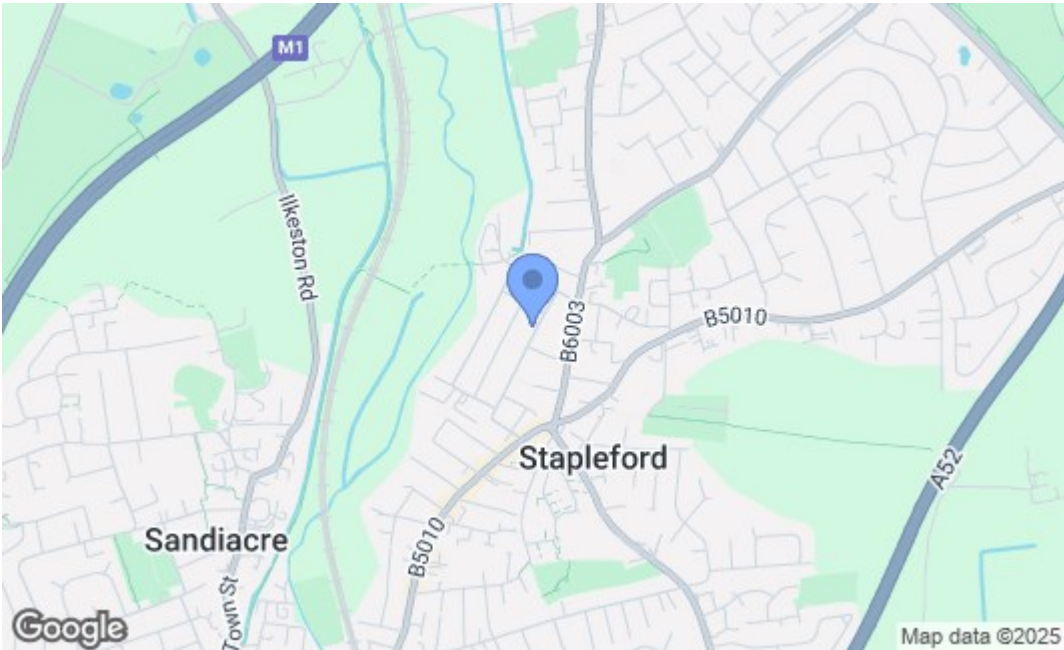 M1
Ilkeston Rd
B6003
B5010
Stapleford
A52
Sandiacre
B5010
Town St
Google
Map data ©2025